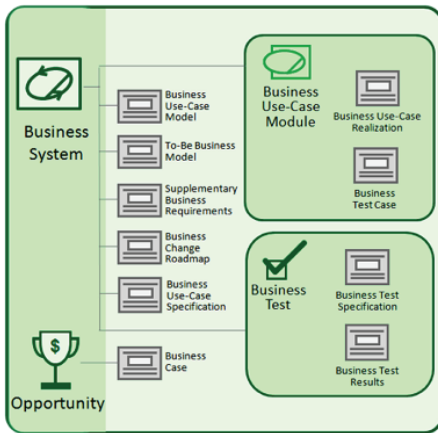 Business
System
Business
Use-Case
Model
To-Be Business
Model
Supplementary
Business
Requirements
Business
Change
Roadmap
Business
Use-Case
Specification
Business
Use-Case
Module
Business Use-Case
Realization
Business
Test Case
Business
Test
Business Test
Specification
Business Test
Results
$
Opportunity
Business
Case